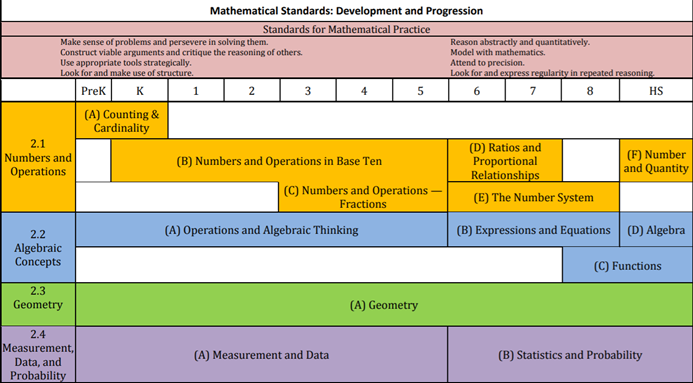 Mathematical Standards: Development and Progression
Standards for Mathematical Practice
Make sense of problems and persevere in solving them.
Construct viable arguments and critique the reasoning of others.
Use appropriate tools strategically.
Look for and make use of structure.
Reason abstractly and quantitatively.
Model with mathematics.
Attend to precision.
Look for and express regularity in repeated reasoning.
PreK K 1 2 3 4 5 6 7 8 HS
2.1
Numbers and
Operations
(A) Counting &
Cardinality
(B) Numbers and Operations in Base Ten
(C) Numbers and Operations —
Fractions
(D) Ratios and
Proportional
Relationships
(E) The Number System
(F) Number
and Quantity
2.2
Algebraic
Concepts
(A) Operations and Algebraic Thinking
(B) Expressions and Equations
(D) Algebra
(C) Functions
2.3
Geometry
(A) Geometry
2.4
Measurement,
Data, and
Probability
(A) Measurement and Data
(B) Statistics and Probability